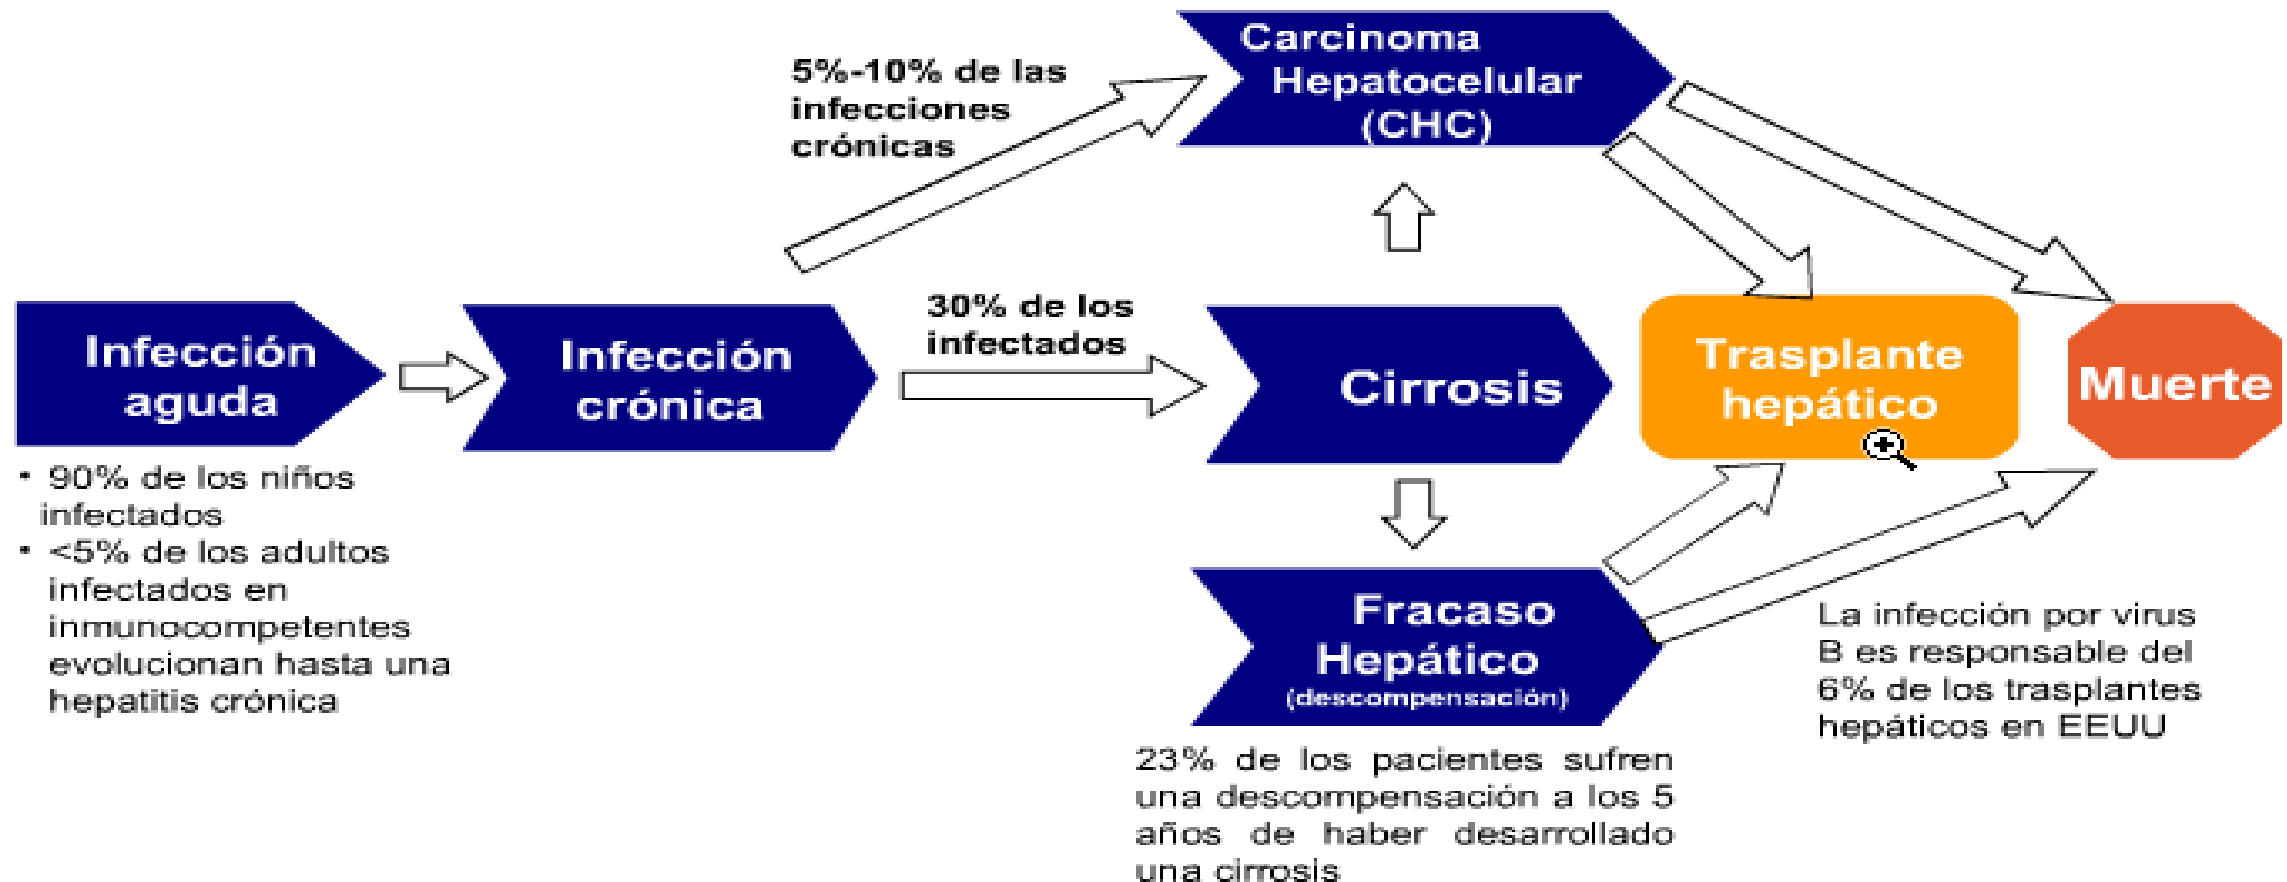 Carcinoma
Hepatocelular
(CHC)
5%-10% de las
infecciones
crónicas
Infección
aguda
Infección
crónica
30% de los
infectados
Cirrosis
Trasplante
hepático
Muerte
• 90% de los niños
infectados
• <5% de los adultos
infectados en
inmunocompetentes
evolucionan hasta una
hepatitis crónica
Fracaso
Hepático
(descompensación)
La infección por virus
B es responsable del
6% de los trasplantes
hepáticos en EEUU
23% de los pacientes sufren
una descompensación a los 5
años de haber desarrollado
una cirrosis